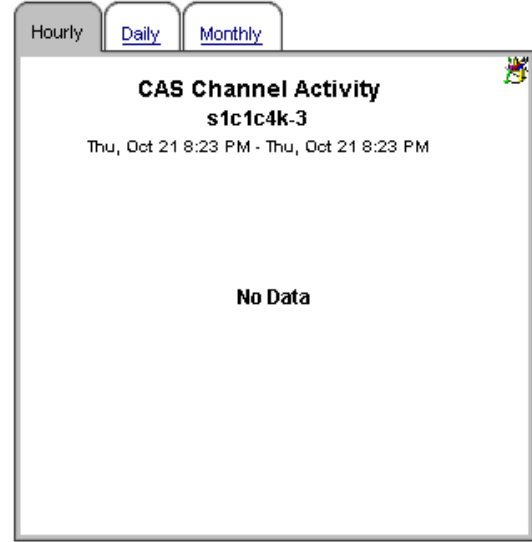 Hourly Daily Monthly
CAS Channel Activity
s1c1c4k-3
Thu, Oct 21 8:23 PM - Thu, Oct 21 8:23 PM
No Data